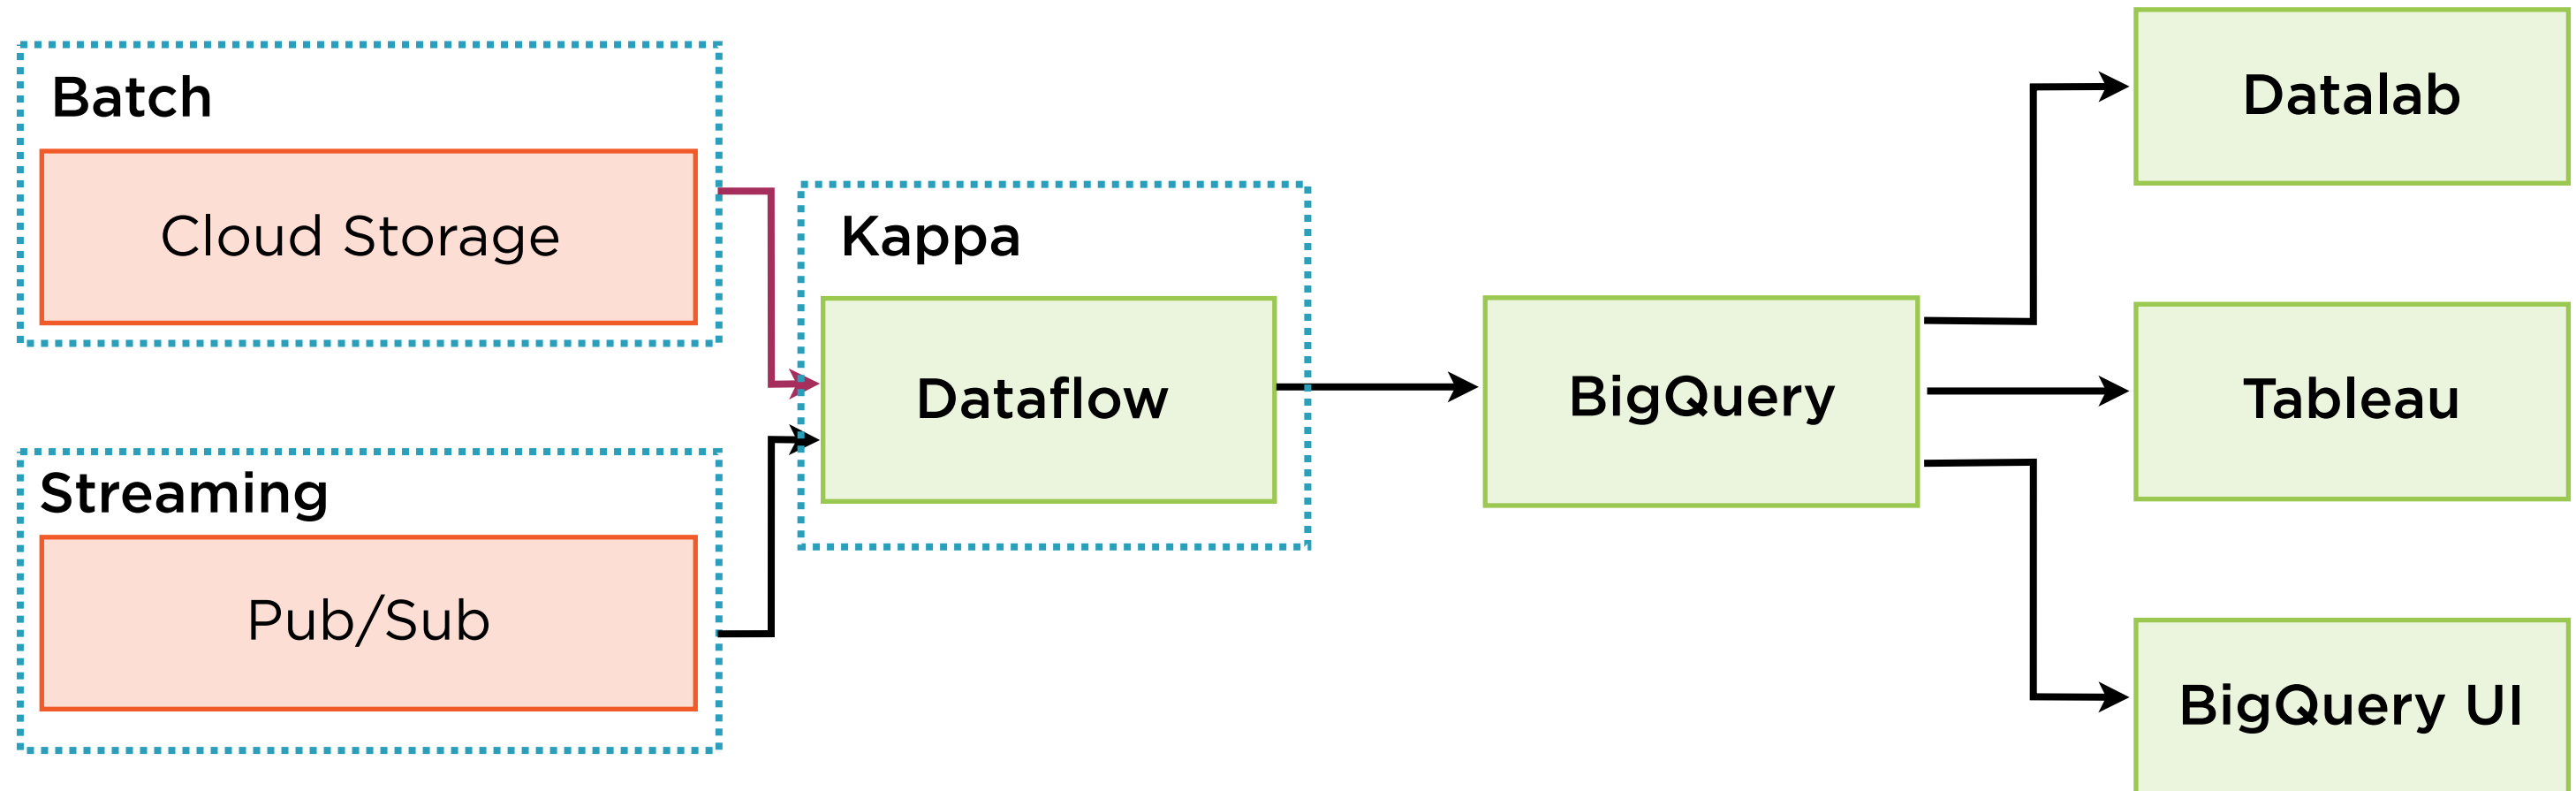 Batch
Cloud Storage
Streaming
Pub/Sub
Kappa
Dataflow
BigQuery
Datalab
Tableau
BigQuery UI